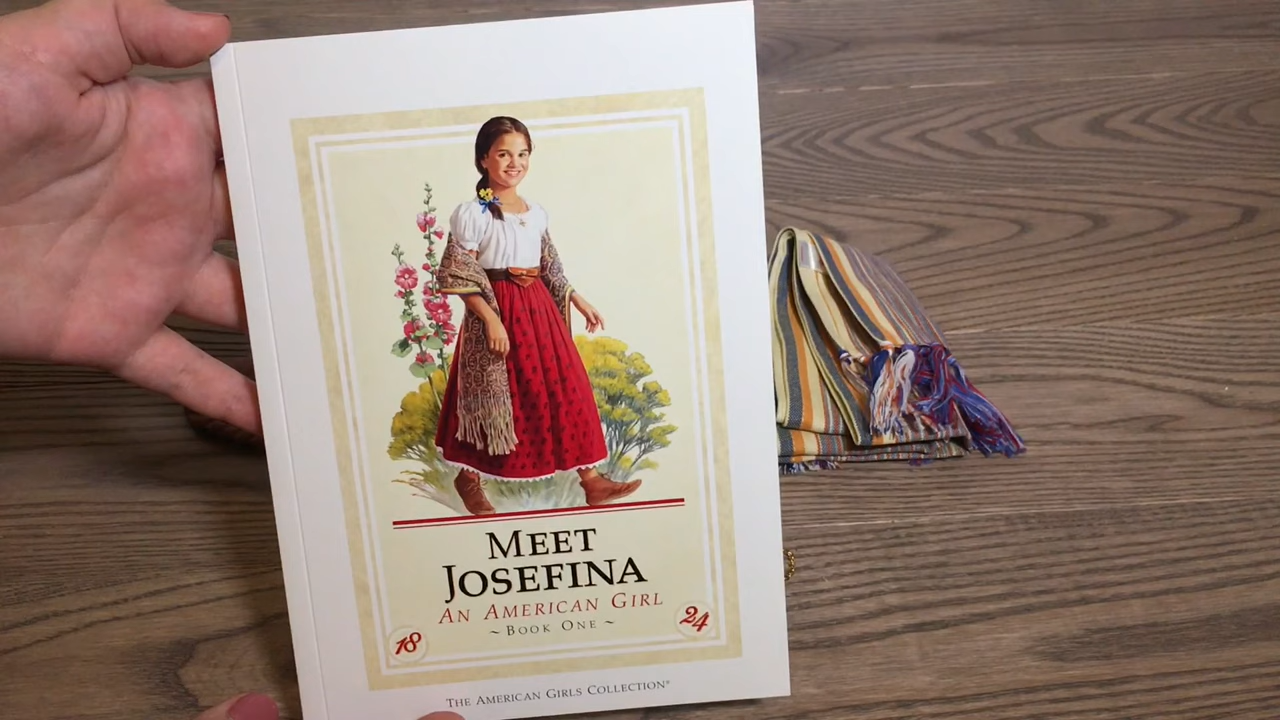 MEET
JOSEFINA
AN AMERICAN GIRL
~ BOOK ONE ~
18 24
THE AMERICAN GIRLS COLLECTION®